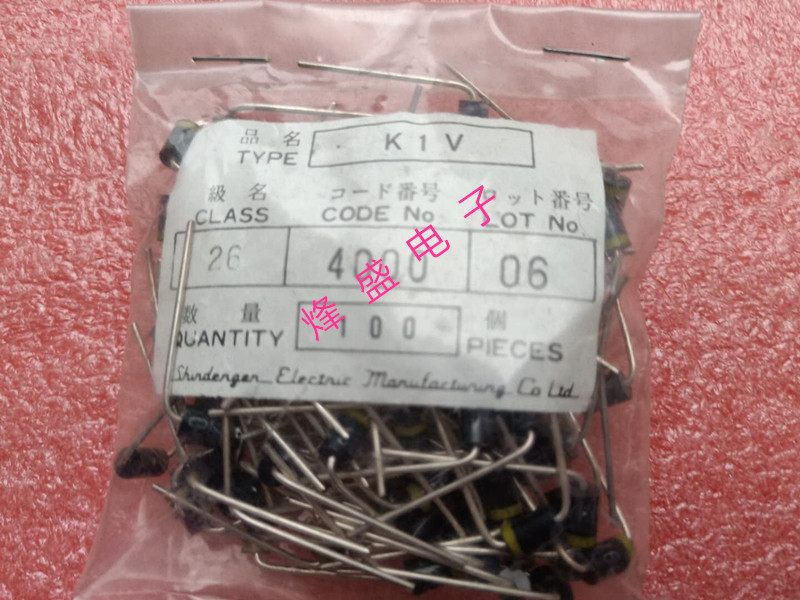 品名 K1V
TYPE
級名 コード番号 ロット番号
CLASS CODE No LOT No.
26 4000 06
数量 100 個
QUANTITY PIECES
Shindengen Electric Manufacturing Co Ltd
烽盛电子